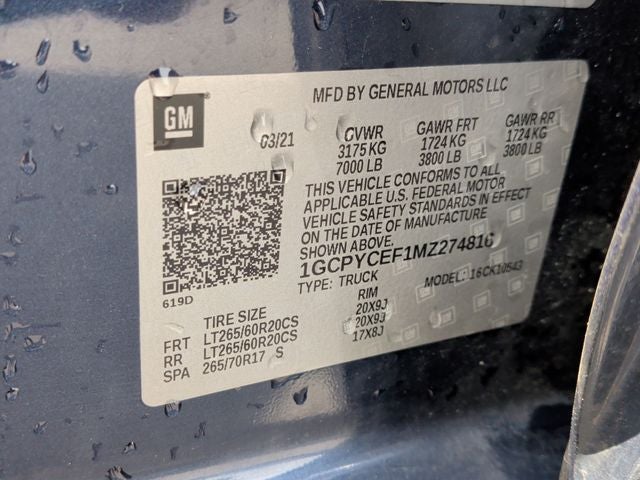 MFD BY GENERAL MOTORS LLC
GM
03/21 GVWR GAWR FRT GAWR RR
3175 KG 1724 KG 1724 KG
7000 LB 3800 LB 3800 LB
THIS VEHICLE CONFORMS TO ALL
APPLICABLE U.S. FEDERAL MOTOR
VEHICLE SAFETY STANDARDS IN EFFECT
ON THE DATE OF MANUFACTURE
SHOWN ABOVE.
1GCPYCEF1MZ274816
619D
TYPE: TRUCK MODEL: 16CK10543
TIRE SIZE RIM
FRT LT265/60R20CS 20X9J
RR LT265/60R20CS 20X9J
SPA 265/70R17 S 17X8J